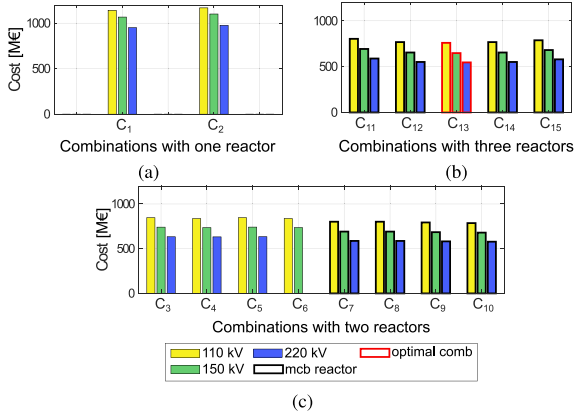 Cost [M€]
1000
500
0
C1 C2
Combinations with one reactor
(a)
1000
500
0
C11 C12 C13 C14 C15
Combinations with three reactors
(b)
Cost [M€]
1000
500
0
C3 C4 C5 C6 C7 C8 C9 C10
Combinations with two reactors
110 kV 220 kV optimal comb
150 kV mcb reactor
(c)